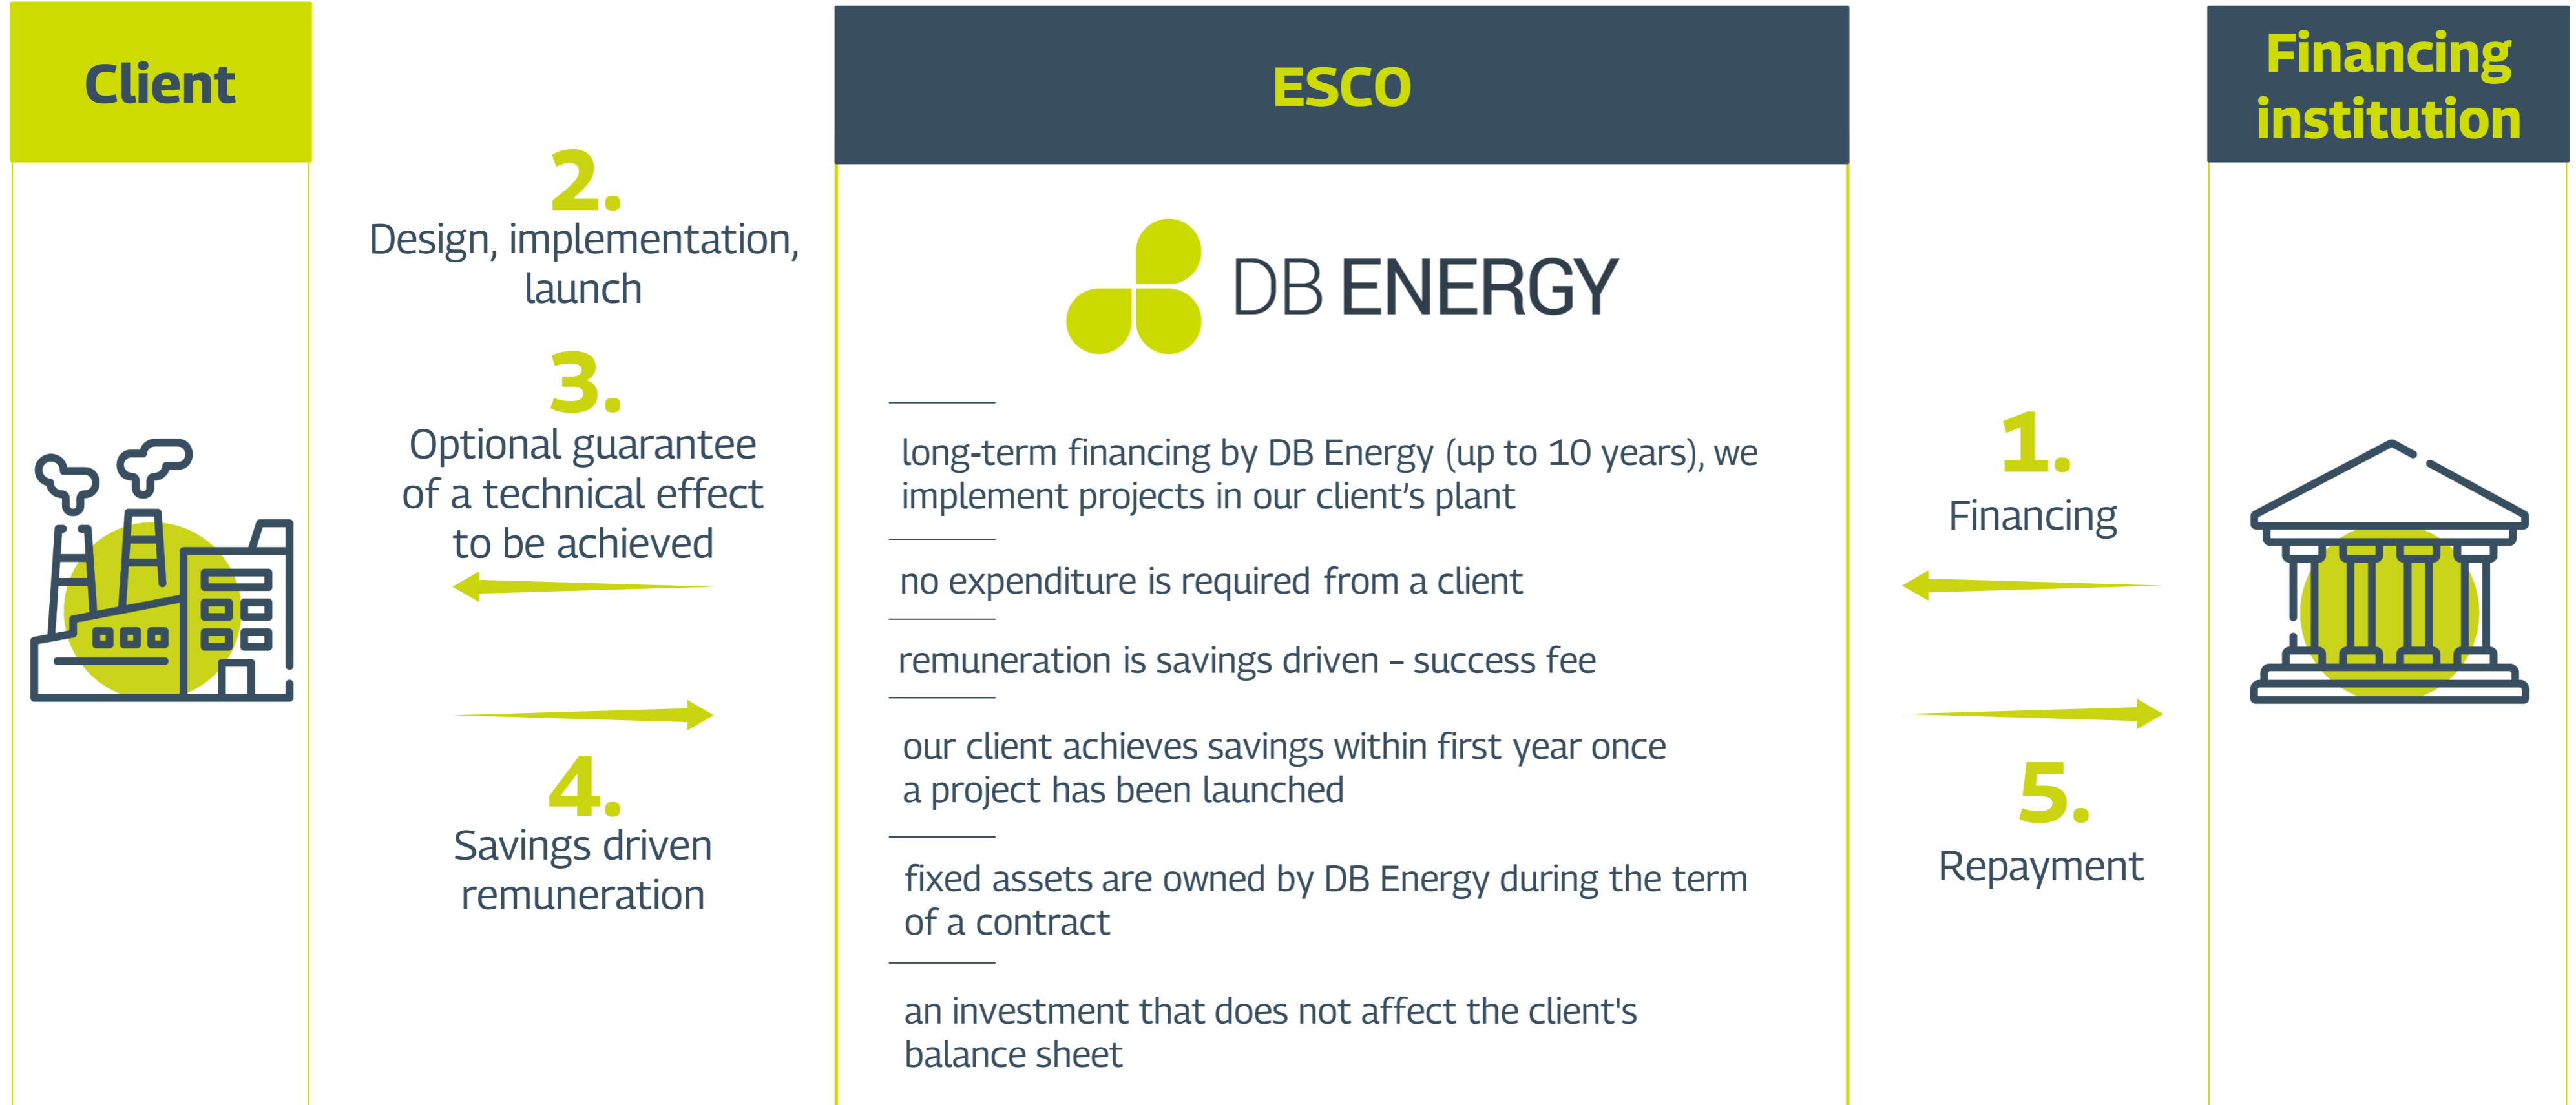 Client
2.
Design, implementation,
launch
3.
Optional guarantee
of a technical effect
to be achieved
4.
Savings driven
remuneration
ESCO
DB ENERGY
long-term financing by DB Energy (up to 10 years), we
implement projects in our client’s plant
no expenditure is required from a client
remuneration is savings driven – success fee
our client achieves savings within first year once
a project has been launched
fixed assets are owned by DB Energy during the term
of a contract
an investment that does not affect the client's
balance sheet
1.
Financing
5.
Repayment
Financing
institution